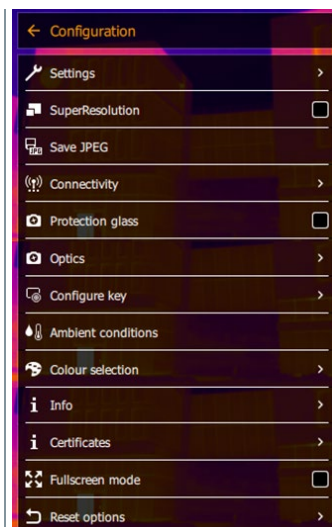 Configuration
Settings
SuperResolution
JPEG
Save JPEG
Connectivity
Protection glass
Optics
Configure key
Ambient conditions
Colour selection
Info
Certificates
Fullscreen mode
Reset options